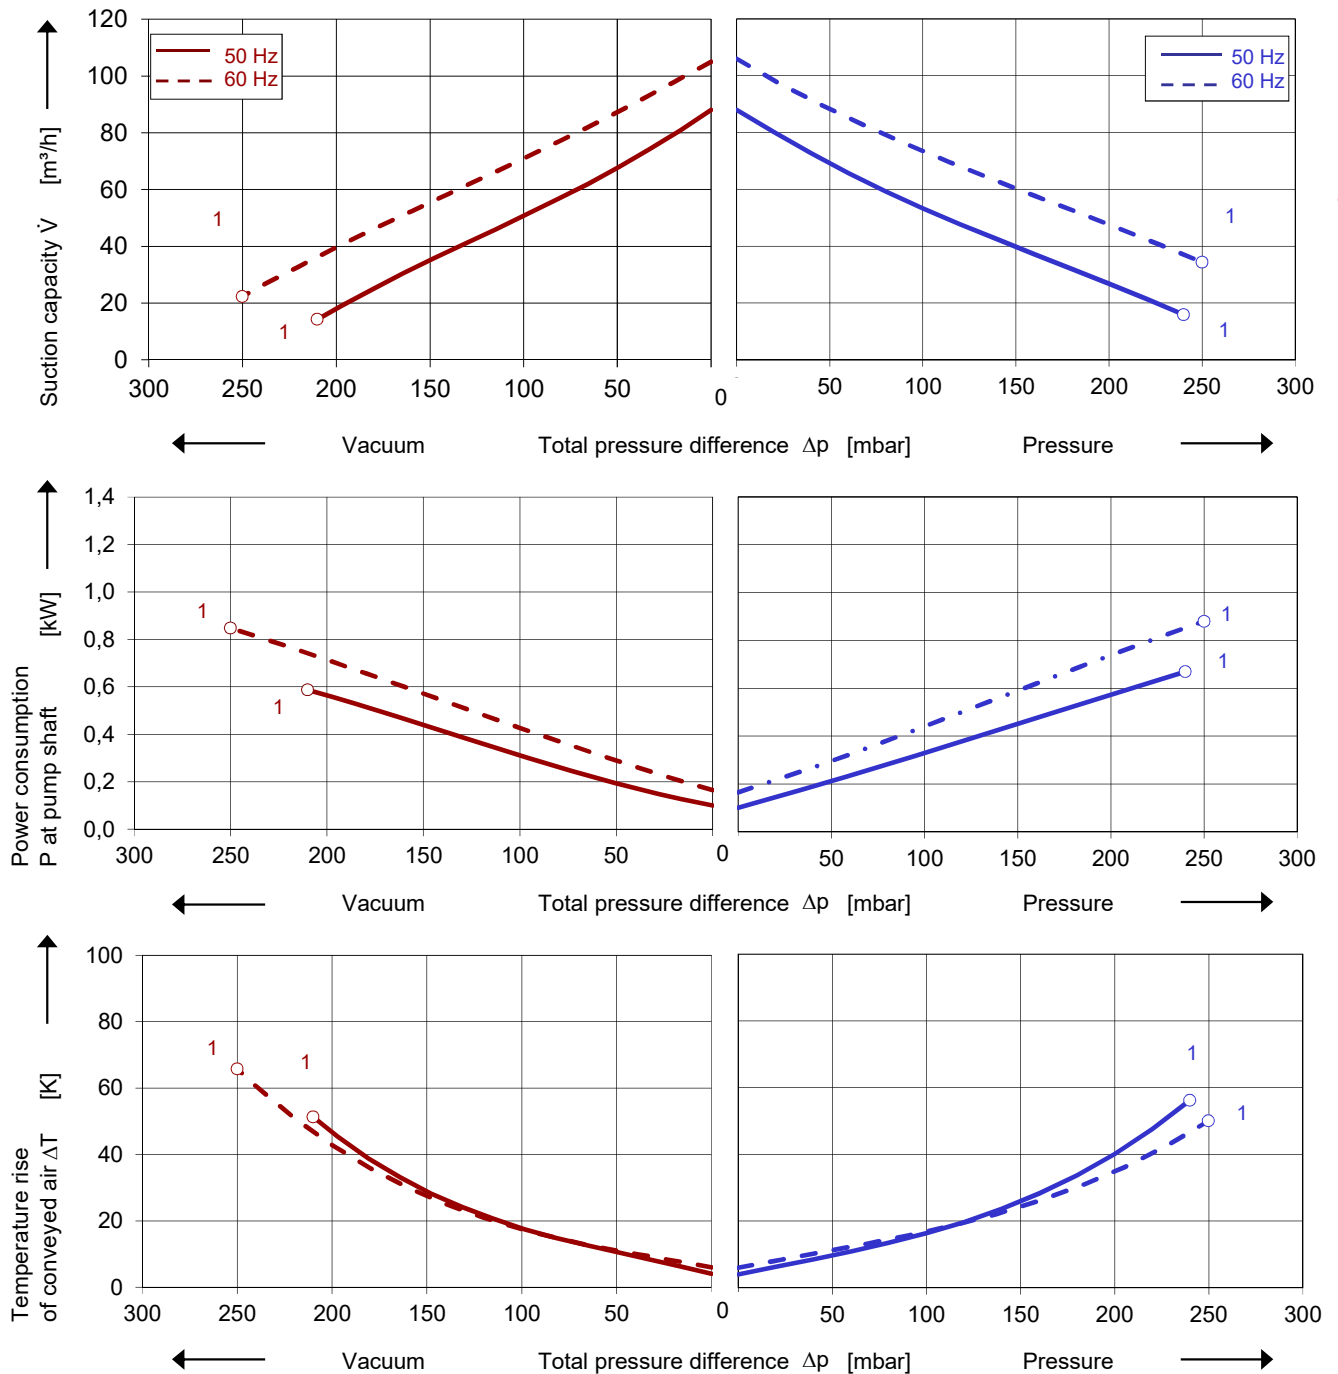 120
100
80
60
40
20
0
Suction capacity V̇ [m³/h]
50 Hz
60 Hz
50 Hz
60 Hz
1
1
1
1
300 250 200 150 100 50 0 50 100 150 200 250 300
Vacuum Total pressure difference Δp [mbar] Pressure
1,4
1,2
1,0
0,8
0,6
0,4
0,2
0,0
Power consumption
P at pump shaft [kW]
1
1
1
1
300 250 200 150 100 50 0 50 100 150 200 250 300
Vacuum Total pressure difference Δp [mbar] Pressure
100
80
60
40
20
0
Temperature rise
of conveyed air ΔT [K]
1
1
1
1
300 250 200 150 100 50 0 50 100 150 200 250 300
Vacuum Total pressure difference Δp [mbar] Pressure